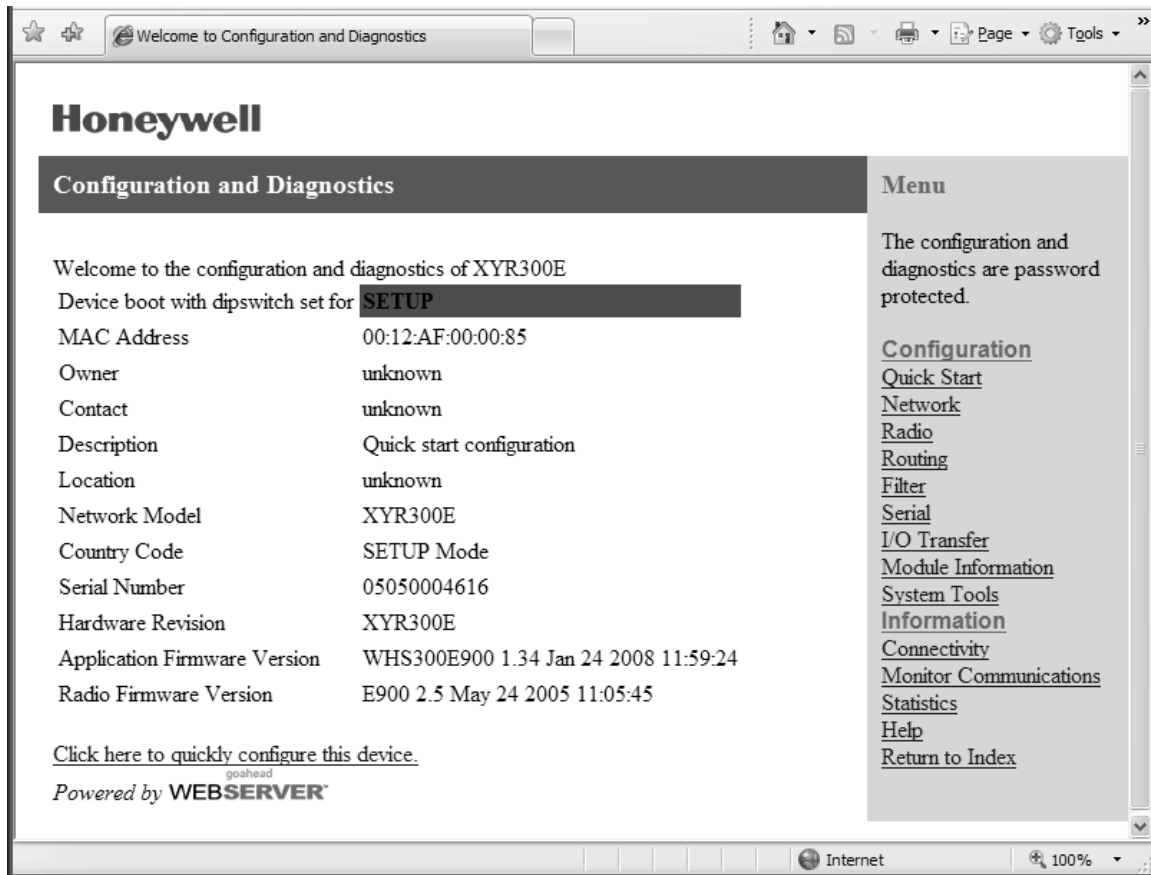 Welcome to Configuration and Diagnostics
Page
Tools
»
Honeywell
Configuration and Diagnostics
Welcome to the configuration and diagnostics of XYR300E
Device boot with dipswitch set for SETUP
MAC Address 00:12:AF:00:00:85
Owner unknown
Contact unknown
Description Quick start configuration
Location unknown
Network Model XYR300E
Country Code SETUP Mode
Serial Number 05050004616
Hardware Revision XYR300E
Application Firmware Version WHS300E900 1.34 Jan 24 2008 11:59:24
Radio Firmware Version E900 2.5 May 24 2005 11:05:45
Click here to quickly configure this device.
goahead
Powered by WEBSERVER™
Menu
The configuration and
diagnostics are password
protected.
Configuration
Quick Start
Network
Radio
Routing
Filter
Serial
I/O Transfer
Module Information
System Tools
Information
Connectivity
Monitor Communications
Statistics
Help
Return to Index
Internet
100%